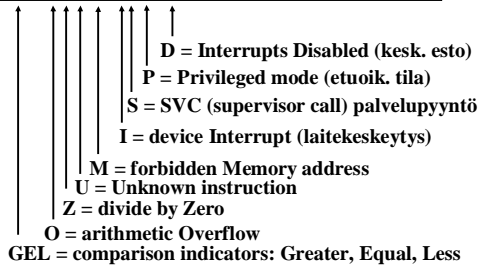 D = Interrupts Disabled (kesk. esto)
P = Privileged mode (etuoik. tila)
S = SVC (supervisor call) palvelupyyntö
I = device Interrupt (laitekeskeytys)
M = forbidden Memory address
U = Unknown instruction
Z = divide by Zero
O = arithmetic Overflow
GEL = comparison indicators: Greater, Equal, Less